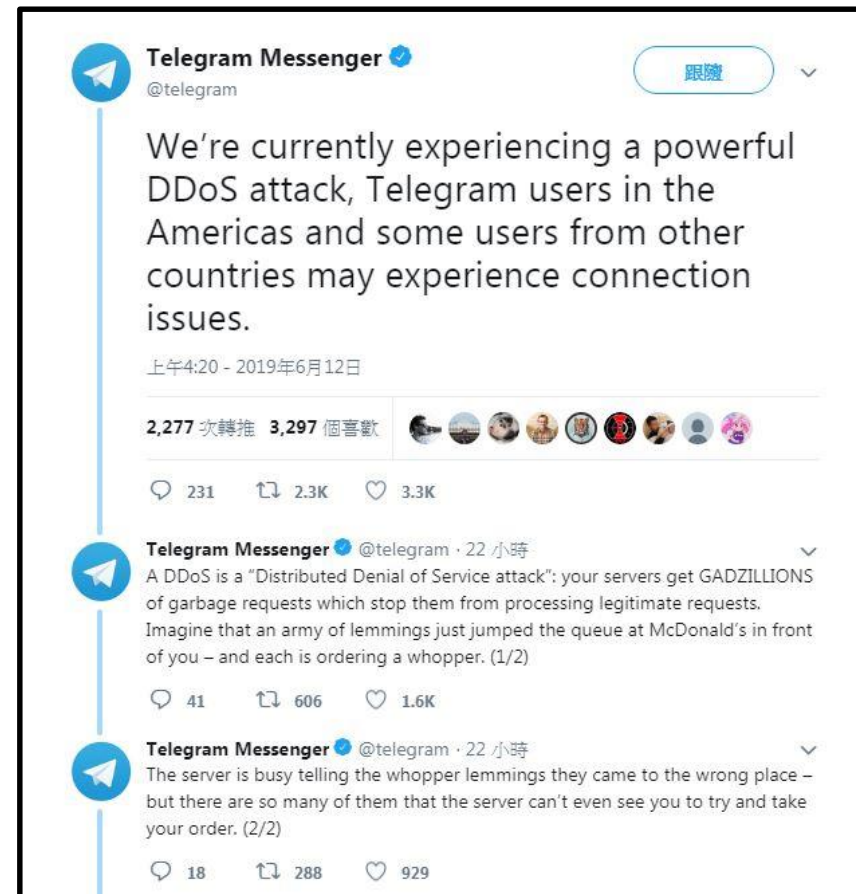 Telegram Messenger
@telegram
跟隨
We’re currently experiencing a powerful
DDoS attack, Telegram users in the
Americas and some users from other
countries may experience connection
issues.
上午4:20 - 2019年6月12日
2,277 次轉推 3,297 個喜歡
231 2.3K 3.3K
Telegram Messenger @telegram · 22 小時
A DDoS is a “Distributed Denial of Service attack”: your servers get GADZILLIONS
of garbage requests which stop them from processing legitimate requests.
Imagine that an army of lemmings just jumped the queue at McDonald’s in front
of you – and each is ordering a whopper. (1/2)
41 606 1.6K
Telegram Messenger @telegram · 22 小時
The server is busy telling the whopper lemmings they came to the wrong place –
but there are so many of them that the server can’t even see you to try and take
your order. (2/2)
18 288 929